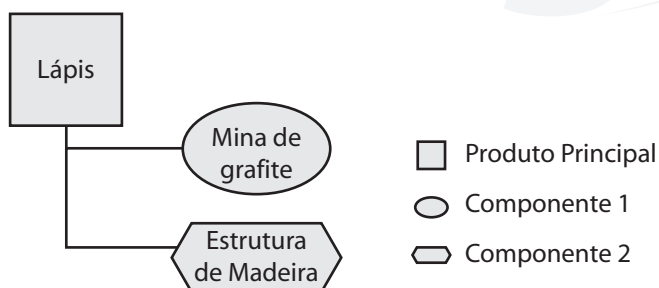 Lápis
Mina de
grafite
Estrutura
de Madeira
Produto Principal
Componente 1
Componente 2